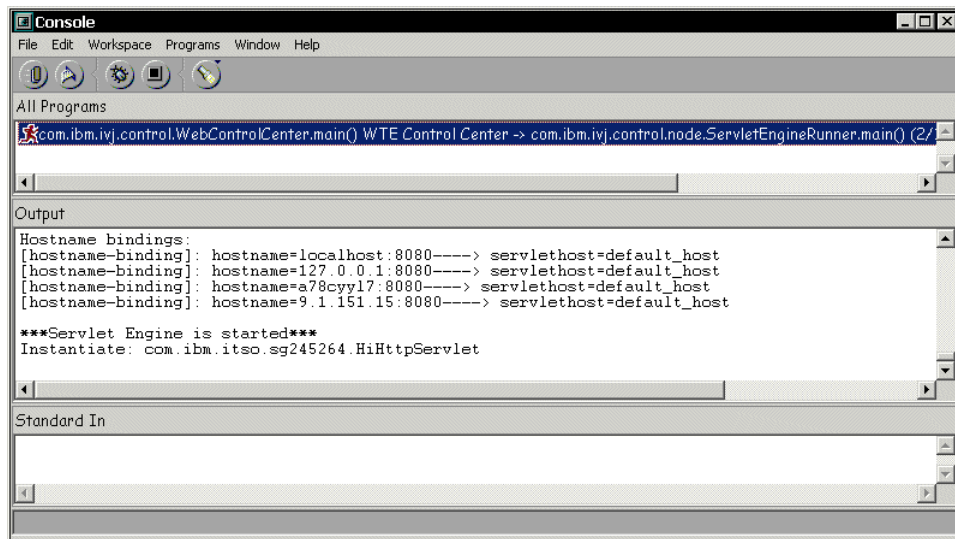 Console
File Edit Workspace Programs Window Help
All Programs
com.ibm.ivj.control.WebControlCenter.main() WTE Control Center -> com.ibm.ivj.control.node.ServletEngineRunner.main() (2/
Output
Hostname bindings:
[hostname-binding]: hostname=localhost:8080----> servlethost=default_host
[hostname-binding]: hostname=127.0.0.1:8080----> servlethost=default_host
[hostname-binding]: hostname=a78cyyl7:8080----> servlethost=default_host
[hostname-binding]: hostname=9.1.151.15:8080----> servlethost=default_host
***Servlet Engine is started***
Instantiate: com.ibm.itso.sg245264.HiHttpServlet
Standard In